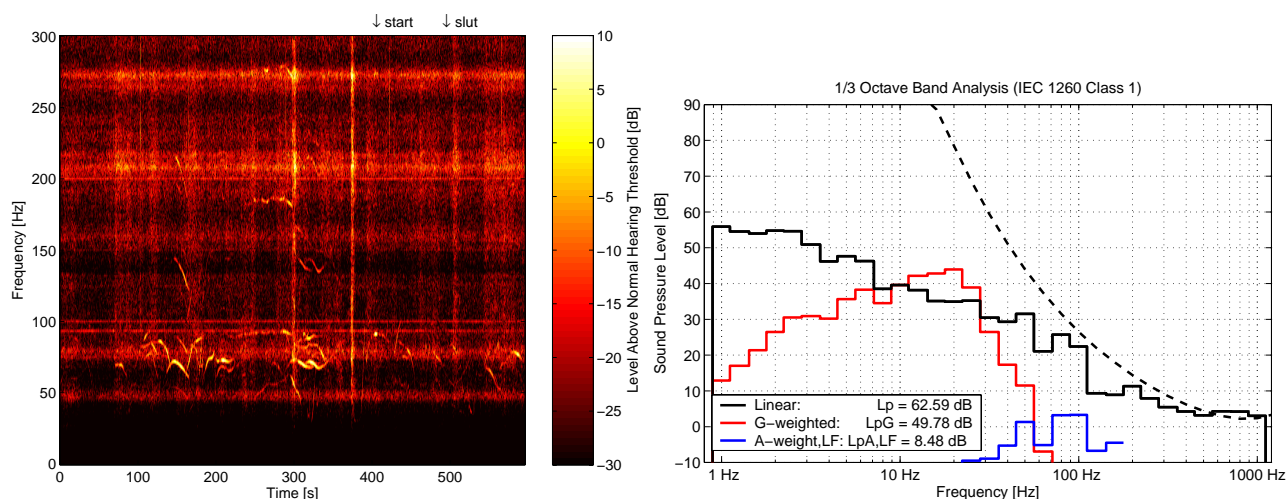 ↓ start ↓ slut
300
250
200
150
100
50
0
Frequency [Hz]
0 100 200 300 400 500
Time [s]
10
5
0
−5
−10
−15
−20
−25
−30
Level Above Normal Hearing Threshold [dB]
1/3 Octave Band Analysis (IEC 1260 Class 1)
90
80
70
60
50
40
30
20
10
0
−10
Sound Pressure Level [dB]
Linear: Lp = 62.59 dB
G−weighted: LpG = 49.78 dB
A−weight,LF: LpA,LF = 8.48 dB
1 Hz 10 Hz 100 Hz 1000 Hz
Frequency [Hz]